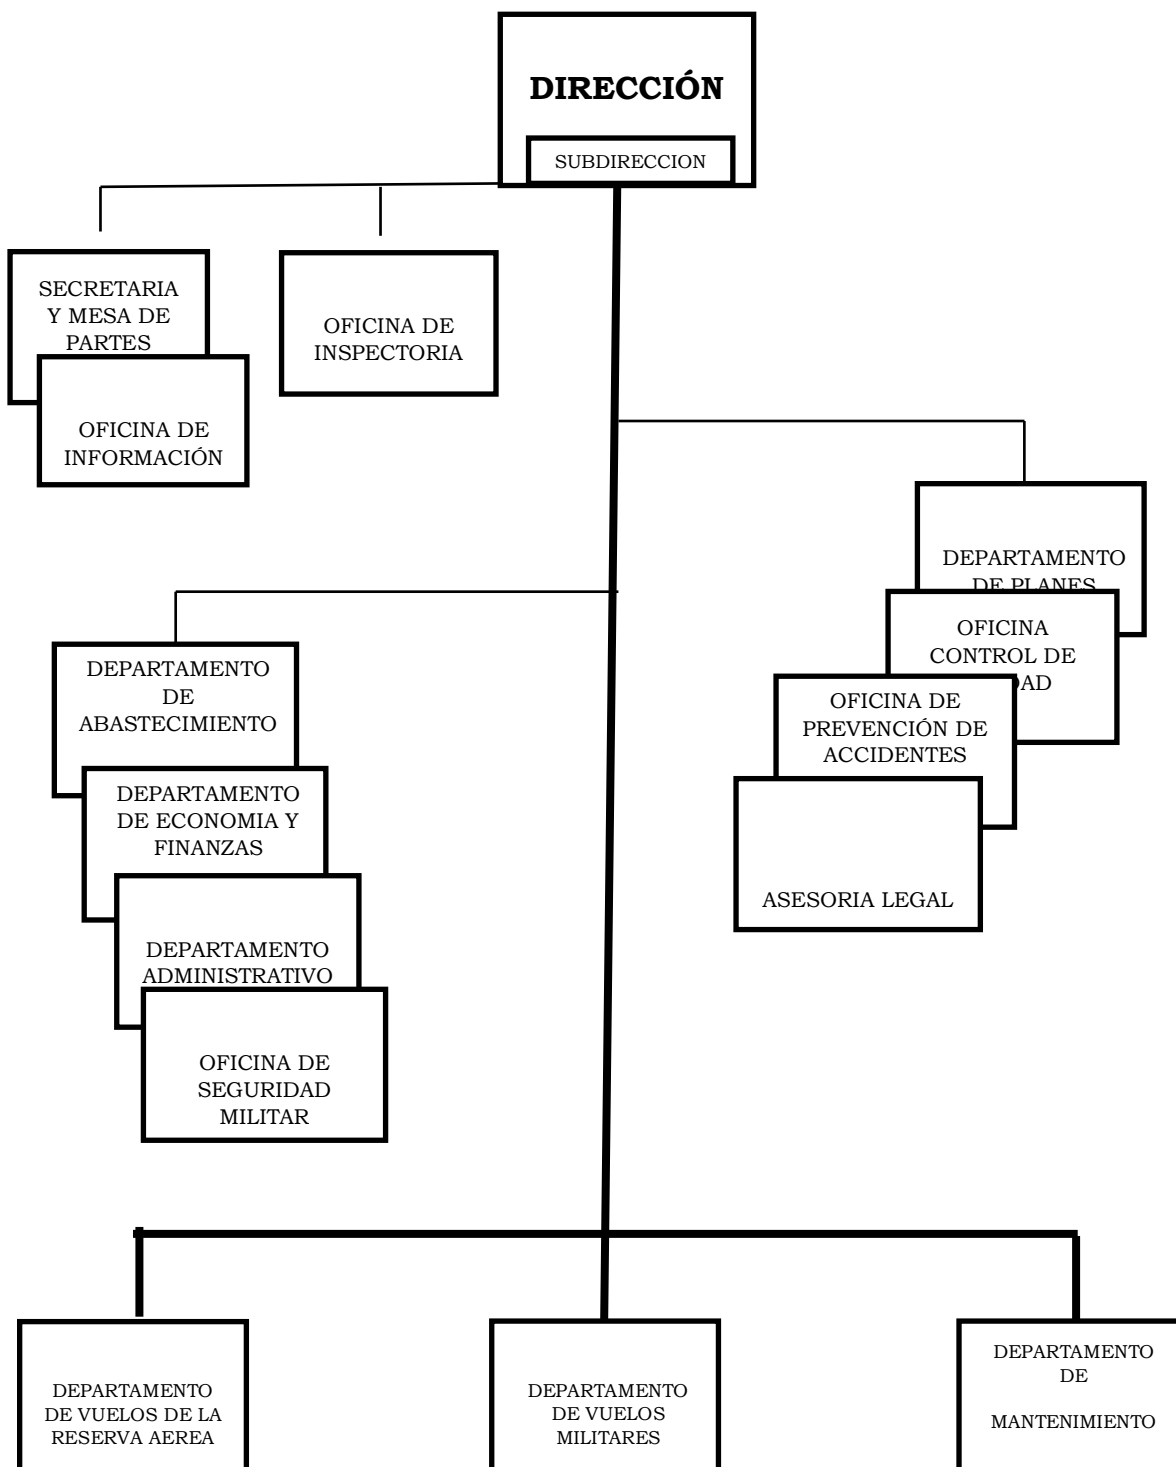 DIRECCIÓN
SUBDIRECCION
SECRETARIA
Y MESA DE
PARTES
OFICINA DE
INFORMACIÓN
OFICINA DE
INSPECTORIA
DEPARTAMENTO
DE PLANES
OFICINA
CONTROL DE
OFICINA DE
PREVENCIÓN DE
ACCIDENTES
ASESORIA LEGAL
DEPARTAMENTO
DE
ABASTECIMIENTO
DEPARTAMENTO
DE ECONOMIA Y
FINANZAS
DEPARTAMENTO
ADMINISTRATIVO
OFICINA DE
SEGURIDAD
MILITAR
DEPARTAMENTO
DE VUELOS DE LA
RESERVA AEREA
DEPARTAMENTO
DE VUELOS
MILITARES
DEPARTAMENTO
DE
MANTENIMIENTO